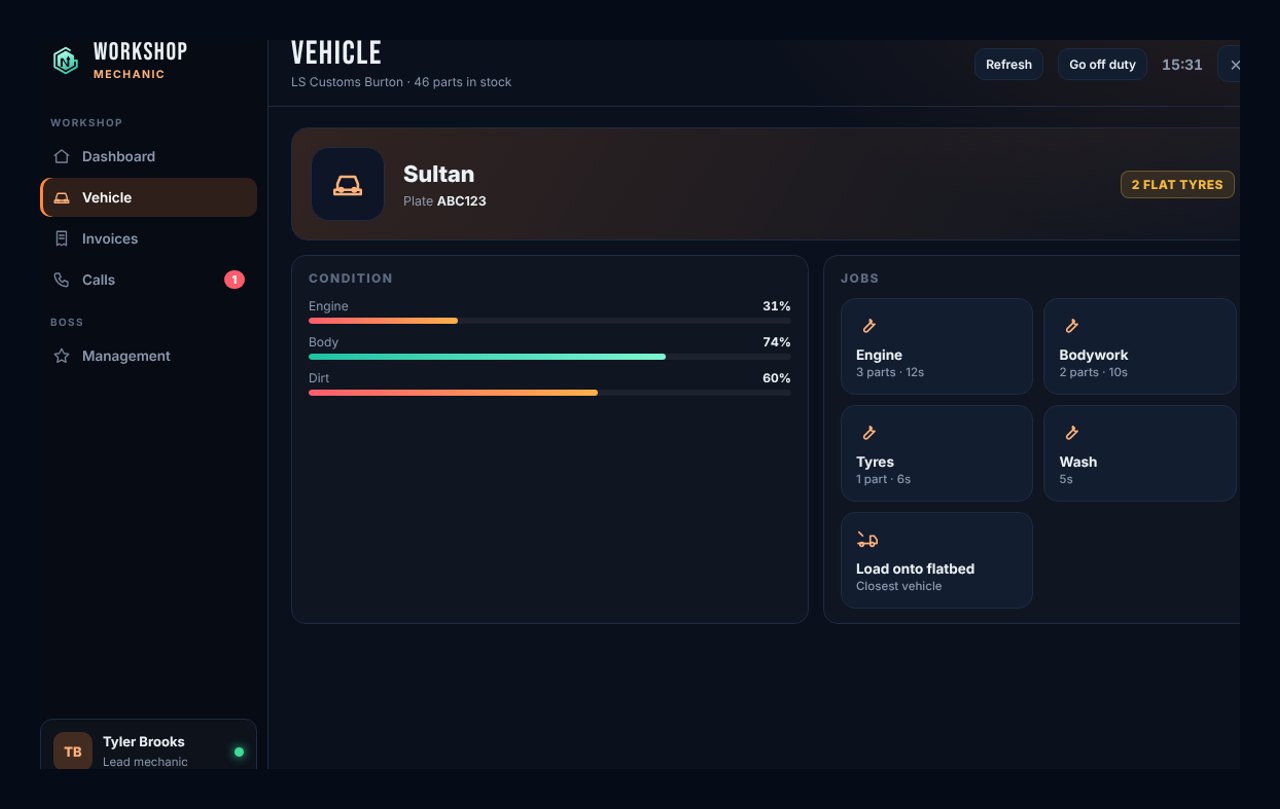 WORKSHOP
MECHANIC
WORKSHOP
Dashboard
Vehicle
Invoices
Calls 1
BOSS
Management
TB
Tyler Brooks
Lead mechanic
VEHICLE
LS Customs Burton · 46 parts in stock
Refresh
Go off duty
15:31
Sultan
Plate ABC123
2 FLAT TYRES
CONDITION
Engine 31%
Body 74%
Dirt 60%
JOBS
Engine
3 parts · 12s
Bodywork
2 parts · 10s
Tyres
1 part · 6s
Wash
5s
Load onto flatbed
Closest vehicle